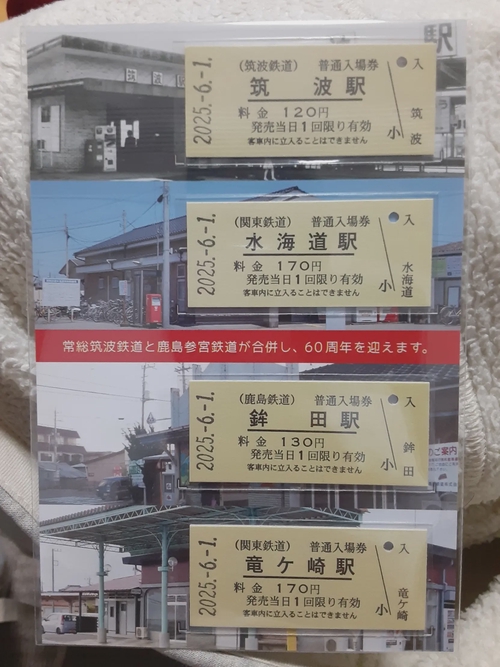 筑波
駅
(筑波鉄道) 普通入場券
筑波駅
料金 120円
発売当日1回限り有効
客車内に立入ることはできません
2025.-6.-1.
入
筑波
小
(関東鉄道) 普通入場券
水海道駅
料金 170円
発売当日1回限り有効
客車内に立入ることはできません
2025.-6.-1.
入
水海道
小
常総筑波鉄道と鹿島参宮鉄道が合併し、60周年を迎えます。
(鹿島鉄道) 普通入場券
鉾田駅
料金 130円
発売当日1回限り有効
客車内に立入ることはできません
2025.-6.-1.
入
鉾田
小
のご案内
(関東鉄道) 普通入場券
竜ケ崎駅
料金 170円
発売当日1回限り有効
客車内に立入ることはできません
2025.-6.-1.
入
竜ケ崎
小